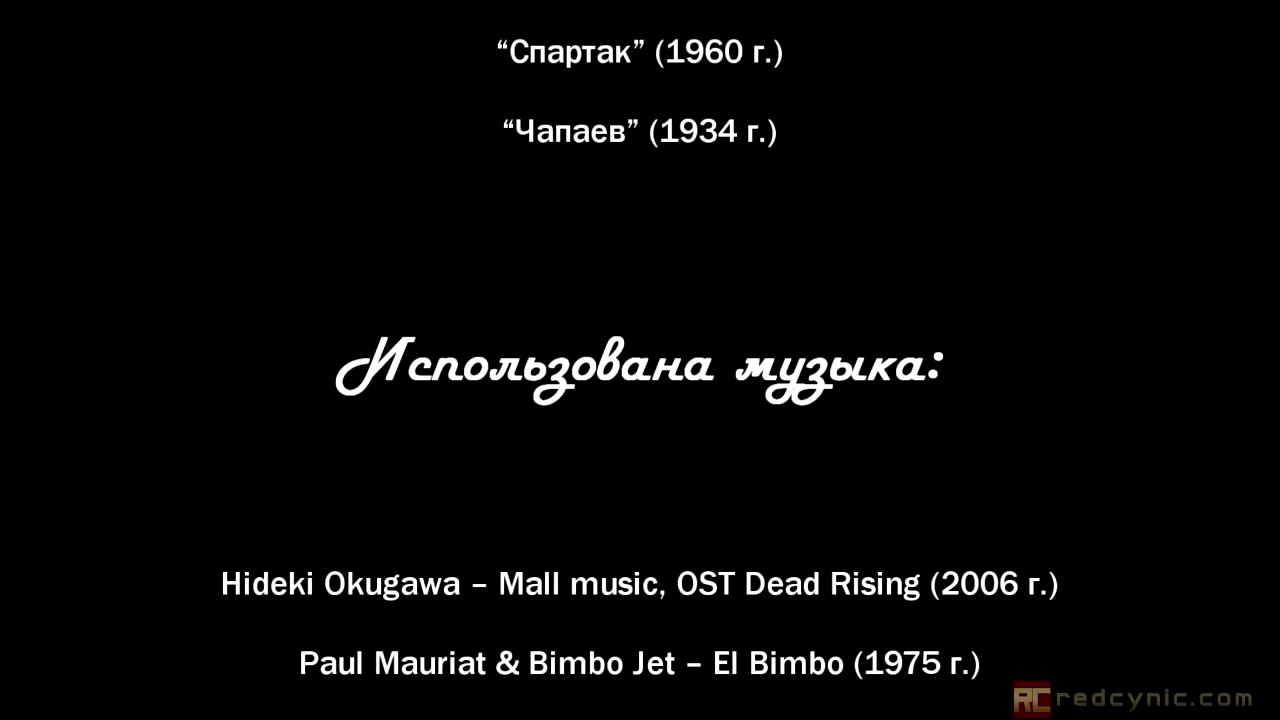 “Спартак” (1960 г.)
“Чапаев” (1934 г.)
Использована музыка:
Hideki Okugawa – Mall music, OST Dead Rising (2006 г.)
Paul Mauriat & Bimbo Jet – El Bimbo (1975 г.)
RC redcynic.com